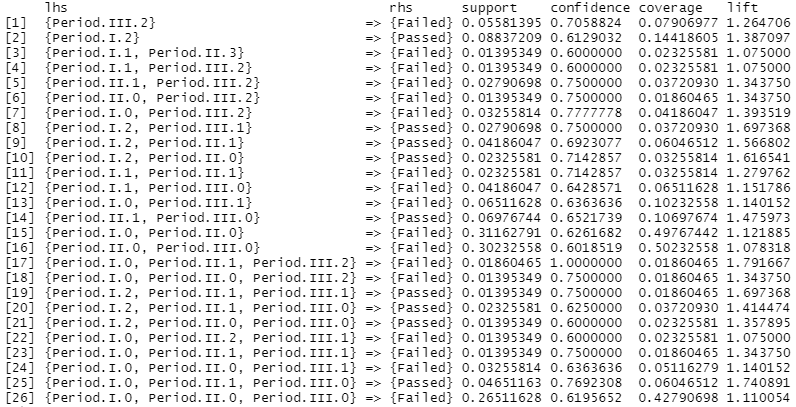 lhs rhs support confidence coverage lift
[1] {Period.III.2} => {Failed} 0.05581395 0.7058824 0.07906977 1.264706
[2] {Period.I.2} => {Passed} 0.08837209 0.6129032 0.14418605 1.387097
[3] {Period.I.1, Period.II.3} => {Failed} 0.01395349 0.6000000 0.02325581 1.075000
[4] {Period.I.1, Period.III.2} => {Failed} 0.01395349 0.6000000 0.02325581 1.075000
[5] {Period.II.1, Period.III.2} => {Failed} 0.02790698 0.7500000 0.03720930 1.343750
[6] {Period.II.0, Period.III.2} => {Failed} 0.01395349 0.7500000 0.01860465 1.343750
[7] {Period.I.0, Period.III.2} => {Failed} 0.03255814 0.7777778 0.04186047 1.393519
[8] {Period.I.2, Period.III.1} => {Passed} 0.02790698 0.7500000 0.03720930 1.697368
[9] {Period.I.2, Period.II.1} => {Passed} 0.04186047 0.6923077 0.06046512 1.566802
[10] {Period.I.2, Period.II.0} => {Passed} 0.02325581 0.7142857 0.03255814 1.616541
[11] {Period.I.1, Period.II.1} => {Failed} 0.02325581 0.7142857 0.03255814 1.279762
[12] {Period.I.1, Period.III.0} => {Failed} 0.04186047 0.6428571 0.06511628 1.151786
[13] {Period.I.0, Period.III.1} => {Failed} 0.06511628 0.6363636 0.10232558 1.140152
[14] {Period.II.1, Period.III.0} => {Passed} 0.06976744 0.6521739 0.10697674 1.475973
[15] {Period.I.0, Period.II.0} => {Failed} 0.31162791 0.6261682 0.49767442 1.121885
[16] {Period.II.0, Period.III.0} => {Failed} 0.30232558 0.6018519 0.50232558 1.078318
[17] {Period.I.0, Period.II.1, Period.III.2} => {Failed} 0.01860465 1.0000000 0.01860465 1.791667
[18] {Period.I.0, Period.II.0, Period.III.2} => {Failed} 0.01395349 0.7500000 0.01860465 1.343750
[19] {Period.I.2, Period.II.1, Period.III.1} => {Passed} 0.01395349 0.7500000 0.01860465 1.697368
[20] {Period.I.2, Period.II.1, Period.III.0} => {Passed} 0.02325581 0.6250000 0.03720930 1.414474
[21] {Period.I.2, Period.II.0, Period.III.0} => {Passed} 0.01395349 0.6000000 0.02325581 1.357895
[22] {Period.I.0, Period.II.2, Period.III.1} => {Failed} 0.01395349 0.6000000 0.02325581 1.075000
[23] {Period.I.0, Period.II.1, Period.III.1} => {Failed} 0.01395349 0.7500000 0.01860465 1.343750
[24] {Period.I.0, Period.II.0, Period.III.1} => {Failed} 0.03255814 0.6363636 0.05116279 1.140152
[25] {Period.I.0, Period.II.1, Period.III.0} => {Passed} 0.04651163 0.7692308 0.06046512 1.740891
[26] {Period.I.0, Period.II.0, Period.III.0} => {Failed} 0.26511628 0.6195652 0.42790698 1.110054